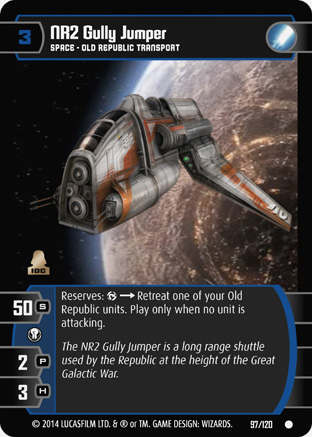 3
NR2 Gully Jumper
SPACE - OLD REPUBLIC TRANSPORT
IDC
50 S
Reserves: → Retreat one of your Old
Republic units. Play only when no unit is
attacking.
2 P
The NR2 Gully Jumper is a long range shuttle
used by the Republic at the height of the Great
Galactic War.
3 H
© 2014 LUCASFILM LTD. & ® or TM. GAME DESIGN: WIZARDS. 97/120